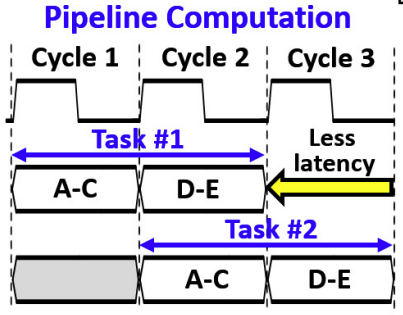 Pipeline Computation
Cycle 1 Cycle 2 Cycle 3
Task #1
Less
latency
A-C D-E
Task #2
A-C D-E